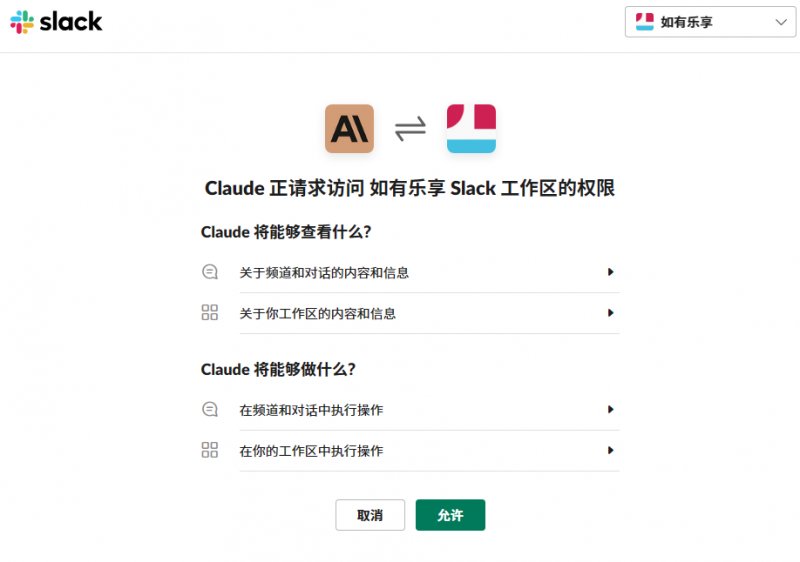 slack
如有乐享
Claude 正请求访问 如有乐享 Slack 工作区的权限
Claude 将能够查看什么？
关于频道和对话的内容和信息
关于你工作区的内容和信息
Claude 将能够做什么？
在频道和对话中执行操作
在你的工作区中执行操作
取消
允许